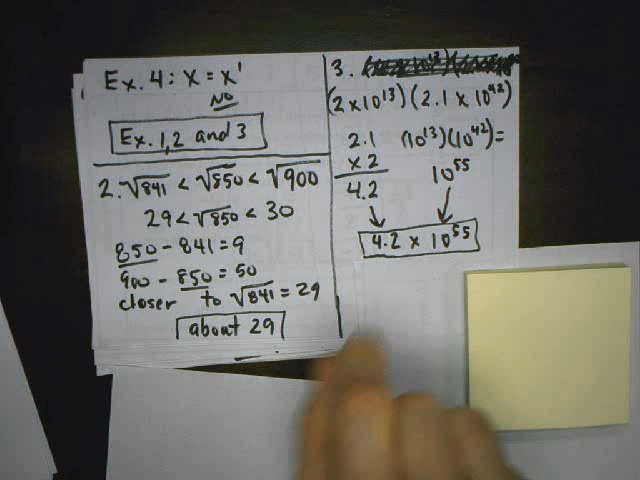 Ex. 4: x = x¹
NO
Ex. 1, 2 and 3
2. √841 < √850 < √900
29 < √850 < 30
850 - 841 = 9
900 - 850 = 50
closer to √841 = 29
about 29
3.
(2 x 10¹³)(2.1 x 10⁴²)
2.1 (10¹³)(10⁴²) =
x 2 10⁵⁵
4.2
4.2 x 10⁵⁵